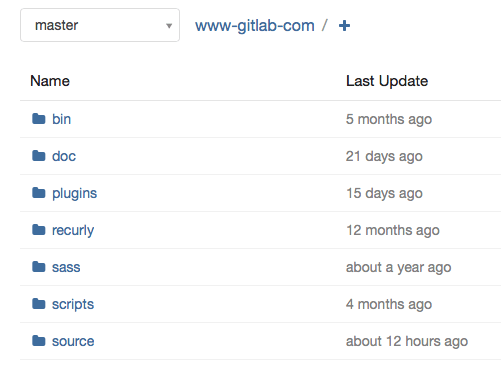 master www-gitlab-com / +
Name Last Update
bin 5 months ago
doc 21 days ago
plugins 15 days ago
recurly 12 months ago
sass about a year ago
scripts 4 months ago
source about 12 hours ago